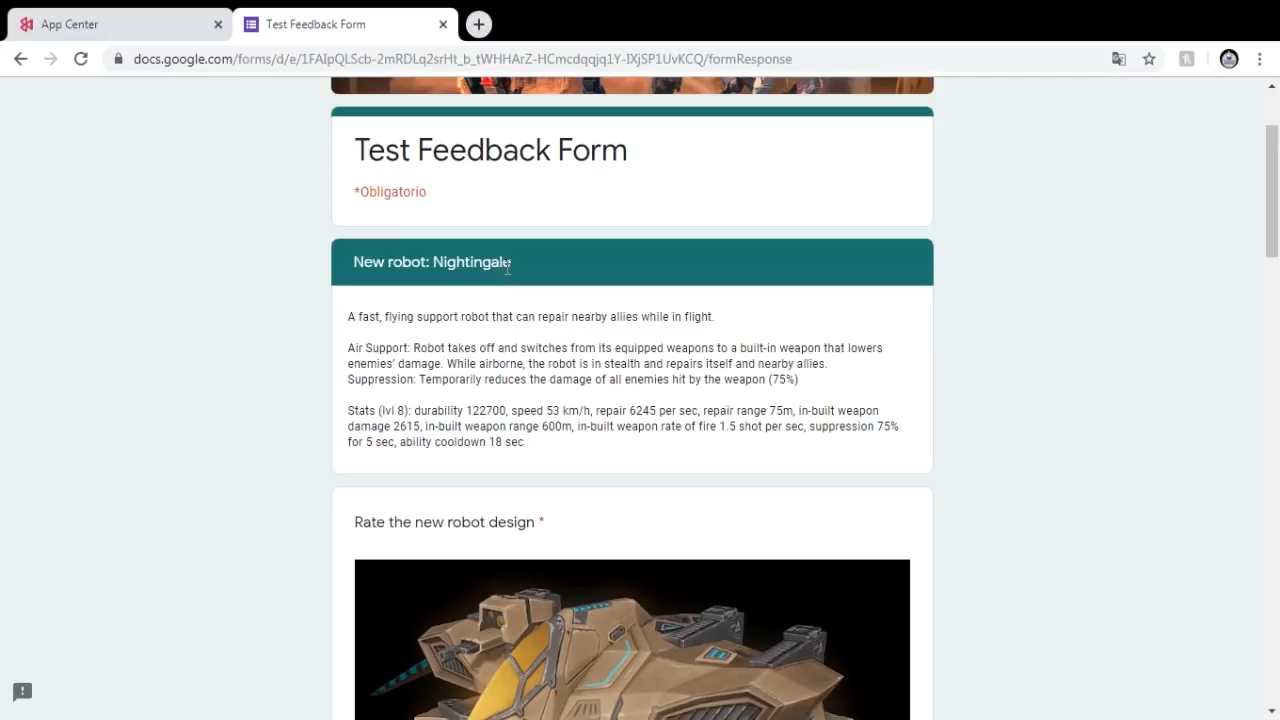 App Center
Test Feedback Form
docs.google.com/forms/d/e/1FAIpQLScb-2mRDLq2srHt_b_tWHHArZ-HCmcdqqjq1Y-IXjSP1UvKCQ/formResponse
Test Feedback Form
*Obligatorio
New robot: Nightingale
A fast, flying support robot that can repair nearby allies while in flight.
Air Support: Robot takes off and switches from its equipped weapons to a built-in weapon that lowers
enemies' damage. While airborne, the robot is in stealth and repairs itself and nearby allies.
Suppression: Temporarily reduces the damage of all enemies hit by the weapon (75%)
Stats (lvl 8): durability 122700, speed 53 km/h, repair 6245 per sec, repair range 75m, in-built weapon
damage 2615, in-built weapon range 600m, in-built weapon rate of fire 1.5 shot per sec, suppression 75%
for 5 sec, ability cooldown 18 sec
Rate the new robot design *